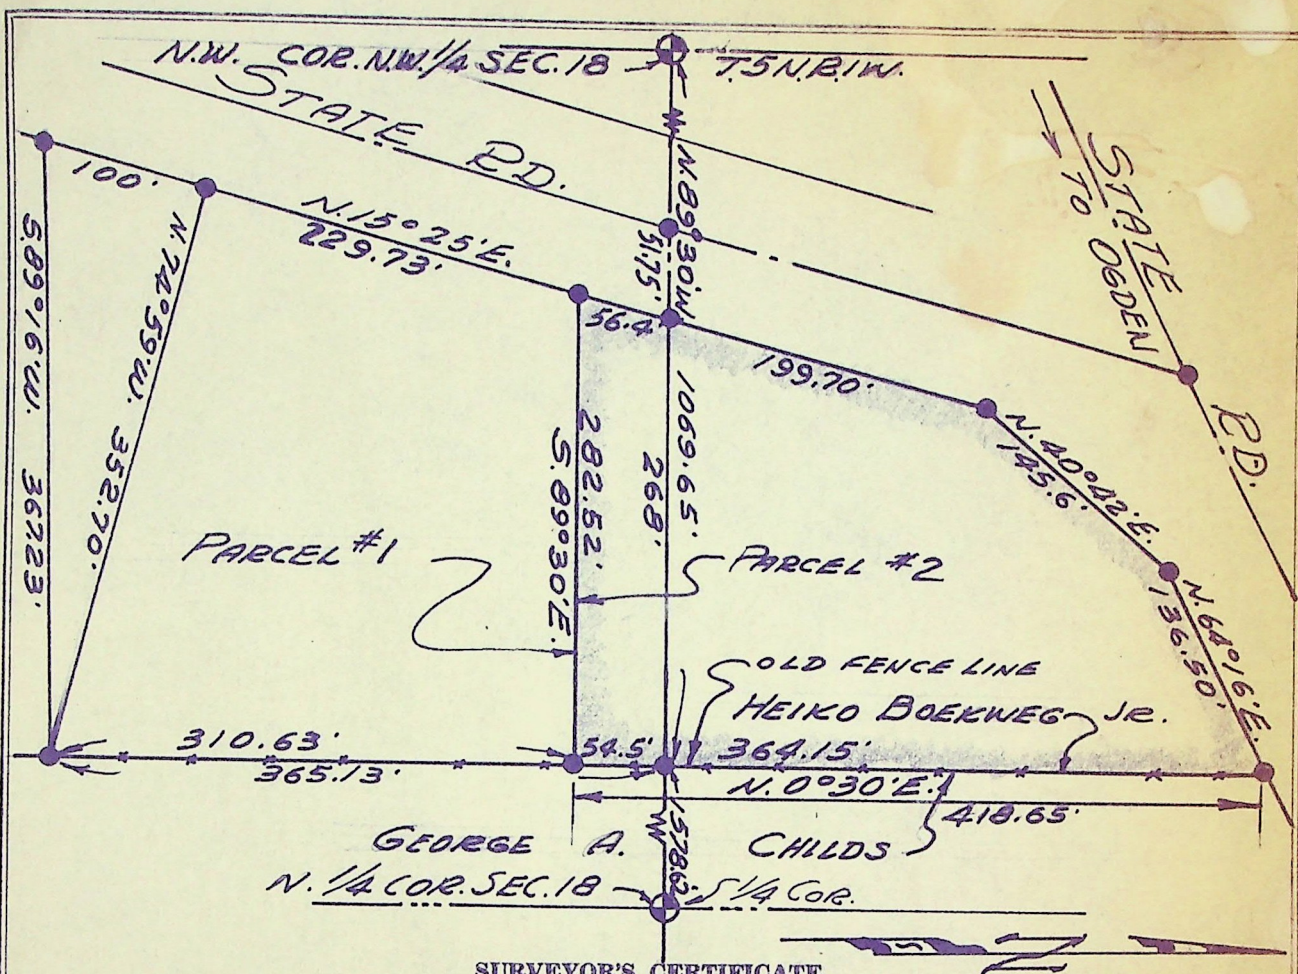 N.W. COR. N.W. 1/4 SEC. 18
T.5N.R.1W.
STATE RD.
STATE RD.
TO OGDEN
100'
N. 15° 25' E.
229.73'
N. 89° 30' W.
51.75'
56.4'
199.70'
N. 40° 42' E.
145.6'
N. 64° 16' E.
136.50'
S. 89° 16' W. 367.23'
N. 74° 59' W. 352.70'
282.52'
S. 89° 30' E.
1069.65'
268'
PARCEL #1
PARCEL #2
OLD FENCE LINE
HEIKO BOEKWEG JR.
310.63'
365.13'
54.5'
364.15'
N. 0° 30' E.
418.65'
GEORGE A. CHILDS
N. 1/4 COR. SEC. 18
1/4 COR.
N
SURVEYOR'S CERTIFICATE